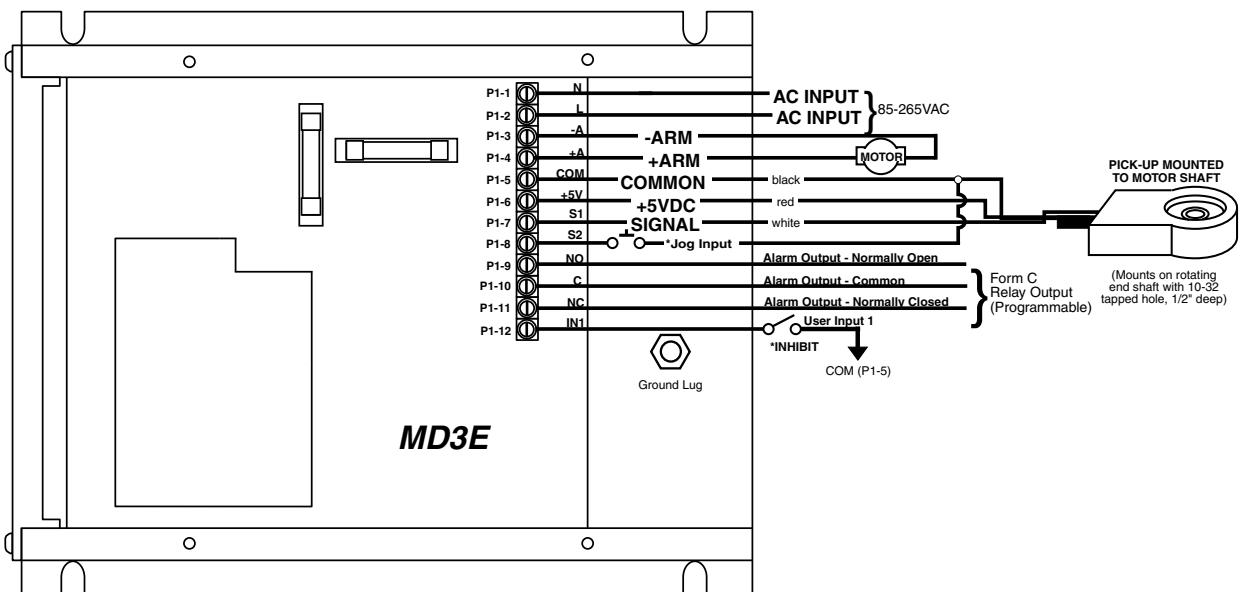 P1-1 N AC INPUT
P1-2 L AC INPUT
85-265VAC
P1-3 -A -ARM
P1-4 +A +ARM MOTOR
P1-5 COM COMMON black
P1-6 +5V +5VDC red
P1-7 S1 SIGNAL white
P1-8 S2 *Jog Input
P1-9 NO Alarm Output - Normally Open
P1-10 C Alarm Output - Common
P1-11 NC Alarm Output - Normally Closed
P1-12 IN1 User Input 1
*INHIBIT
COM (P1-5)
Form C
Relay Output
(Programmable)
PICK-UP MOUNTED
TO MOTOR SHAFT
(Mounts on rotating
end shaft with 10-32
tapped hole, 1/2" deep)
Ground Lug
MD3E